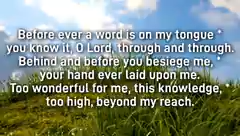 Before ever a word is on my tongue *
you know it, O Lord, through and through.
Behind and before you besiege me, *
your hand ever laid upon me.
Too wonderful for me, this knowledge,
too high, beyond my reach.